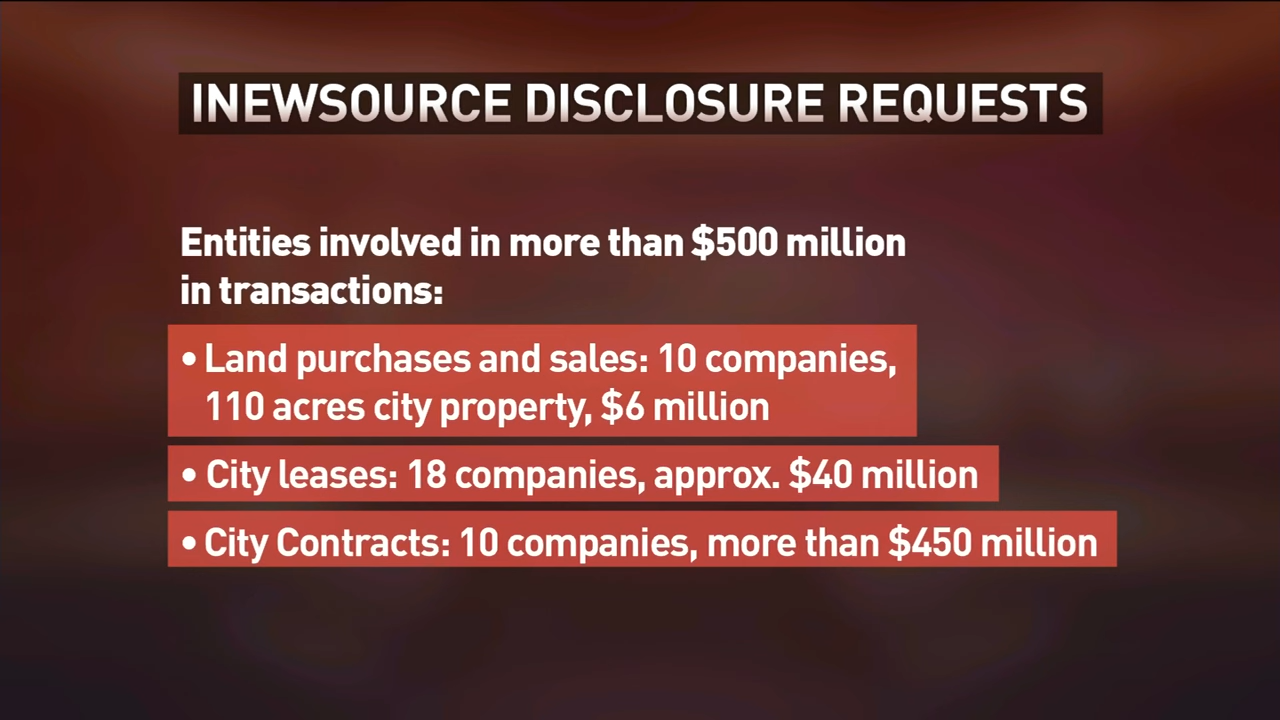 INEWSOURCE DISCLOSURE REQUESTS
Entities involved in more than $500 million
in transactions:
• Land purchases and sales: 10 companies,
110 acres city property, $6 million
• City leases: 18 companies, approx. $40 million
• City Contracts: 10 companies, more than $450 million